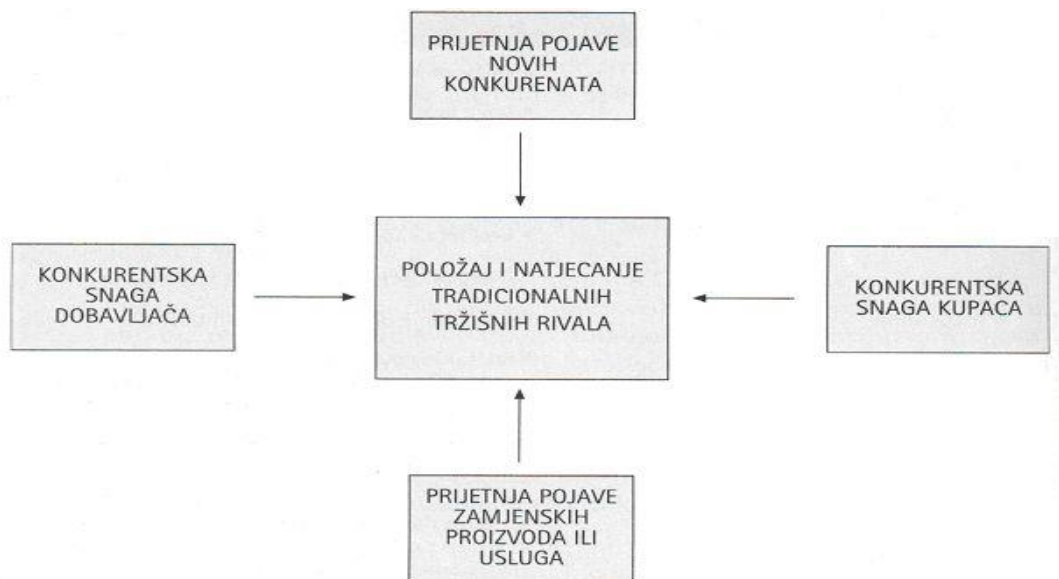 PRIJETNJA POJAVE
NOVIH
KONKURENATA
KONKURENTSKA
SNAGA
DOBAVLJAČA
POLOŽAJ I NATJECANJE
TRADICIONALNIH
TRŽIŠNIH RIVALA
KONKURENTSKA
SNAGA KUPACA
PRIJETNJA POJAVE
ZAMJENSKIH
PROIZVODA ILI
USLUGA